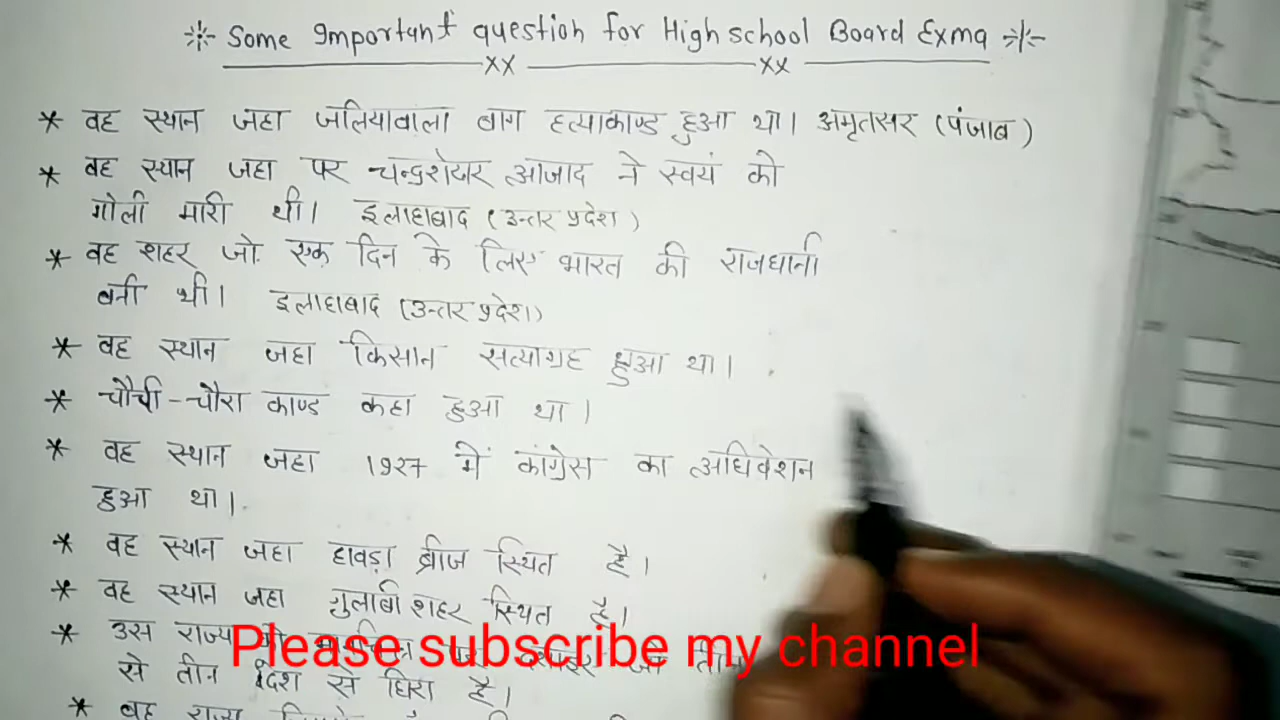 Some Important question for High school Board Exma
* वह स्थान जहा जलियावाला बाग हत्याकाण्ड हुआ था। अमृतसर (पंजाब)
* वह स्थान जहा पर चन्द्रशेखर आजाद ने स्वयं को
गोली मारी थी। इलाहाबाद (उत्तर प्रदेश)
* वह शहर जो एक दिन के लिए भारत की राजधानी
बनी थी। इलाहाबाद (उत्तर प्रदेश)
* वह स्थान जहा किसान सत्याग्रह हुआ था।
* चौची-चौरा काण्ड कहा हुआ था।
* वह स्थान जहा 1927 में कांग्रेस का अधिवेशन
हुआ था।
* वह स्थान जहा हावड़ा ब्रीज स्थित है।
* वह स्थान जहा गुलाबी शहर स्थित है।
* उस राज्य
Please subscribe my channel
से तीन प्रदेश से घिरा है।
* वह राज्य